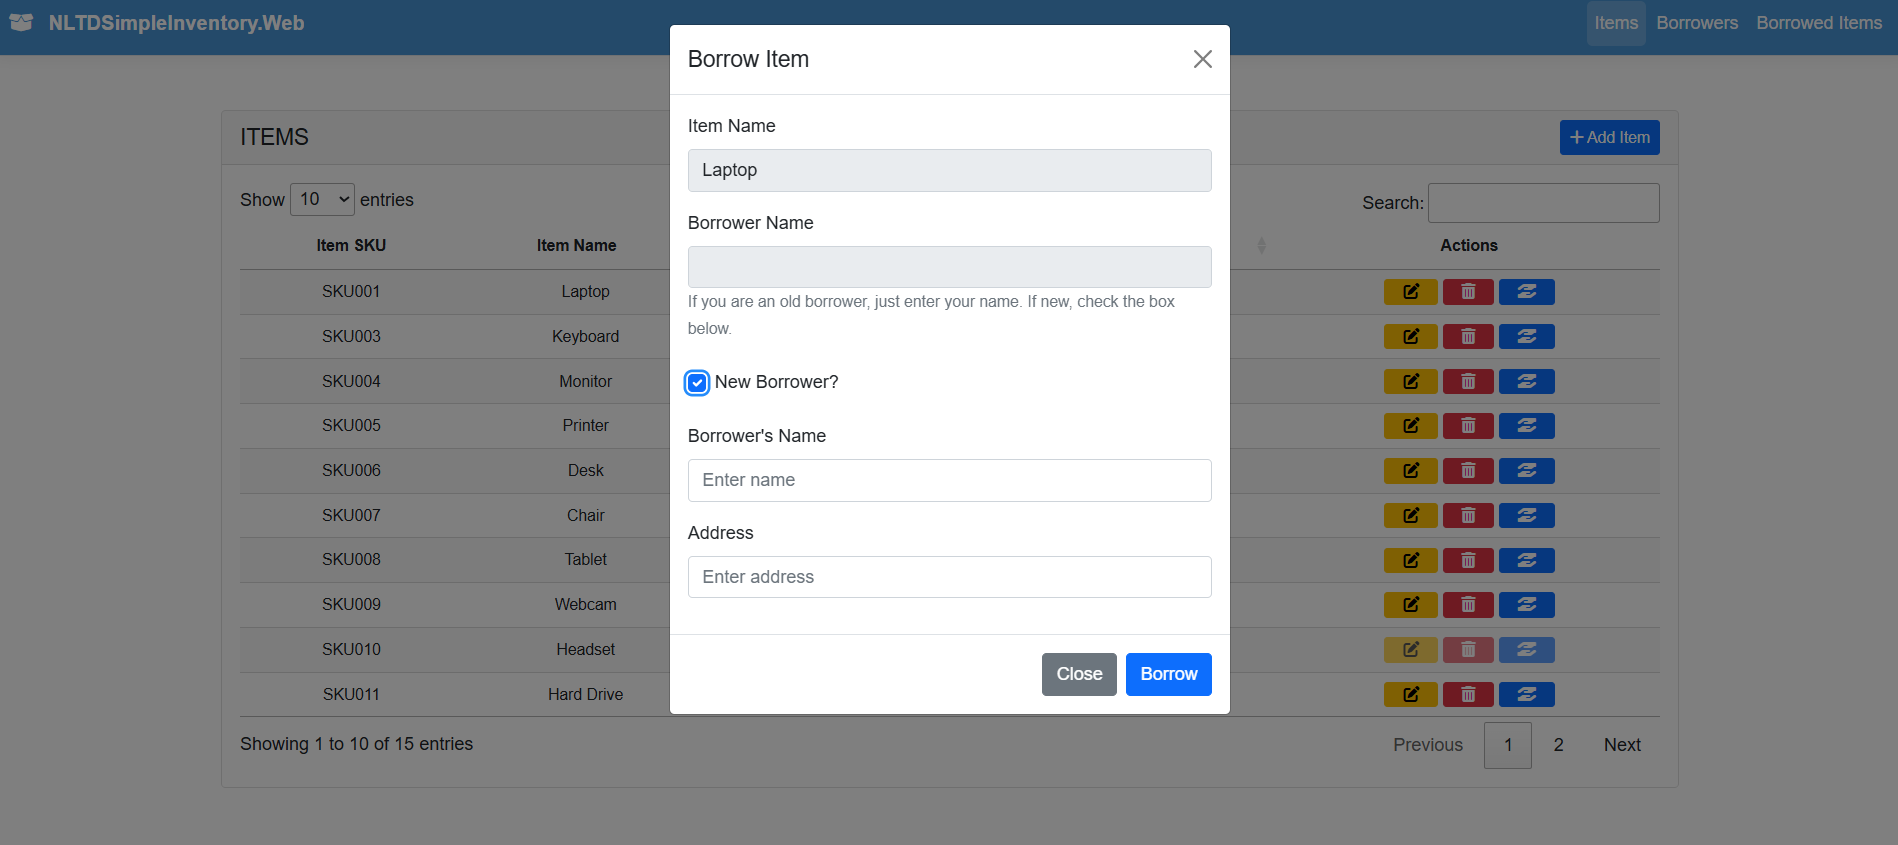 NLTDSimpleInventory.Web
Items Borrowers Borrowed Items
Borrow Item
Item Name
Laptop
Borrower Name
If you are an old borrower, just enter your name. If new, check the box
below.
New Borrower?
Borrower's Name
Enter name
Address
Enter address
Close Borrow
ITEMS
+ Add Item
Show 10 entries
Search:
Item SKU Item Name Actions
SKU001 Laptop
SKU003 Keyboard
SKU004 Monitor
SKU005 Printer
SKU006 Desk
SKU007 Chair
SKU008 Tablet
SKU009 Webcam
SKU010 Headset
SKU011 Hard Drive
Showing 1 to 10 of 15 entries
Previous 1 2 Next